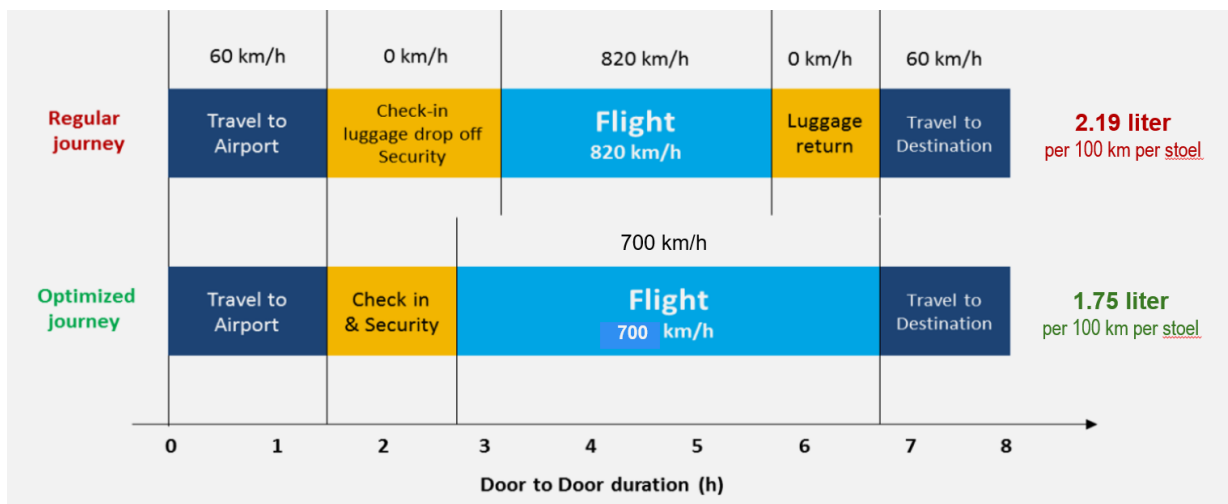 60 km/h
0 km/h
820 km/h
0 km/h
60 km/h
Regular
journey
Travel to
Airport
Check-in
luggage drop off
Security
Flight
820 km/h
Luggage
return
Travel to
Destination
2.19 liter
per 100 km per stoel
700 km/h
Optimized
journey
Travel to
Airport
Check in
& Security
Flight
700 km/h
Travel to
Destination
1.75 liter
per 100 km per stoel
0 1 2 3 4 5 6 7 8
Door to Door duration (h)